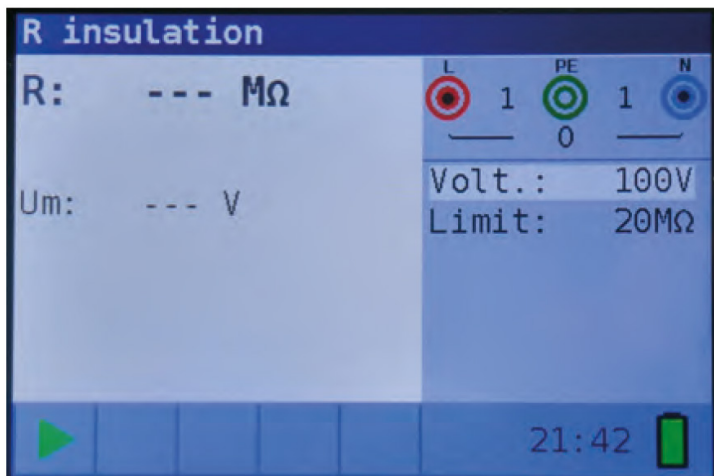 R insulation
R: --- MΩ
Um: --- V
L PE N
1 1
0
Volt.: 100V
Limit: 20MΩ
21:42